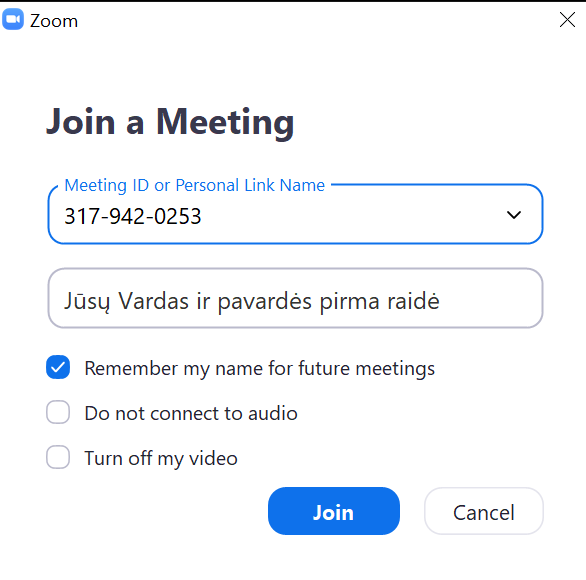 Zoom
Join a Meeting
Meeting ID or Personal Link Name
317-942-0253
Jūsų Vardas ir pavardės pirma raidė
Remember my name for future meetings
Do not connect to audio
Turn off my video
Join Cancel